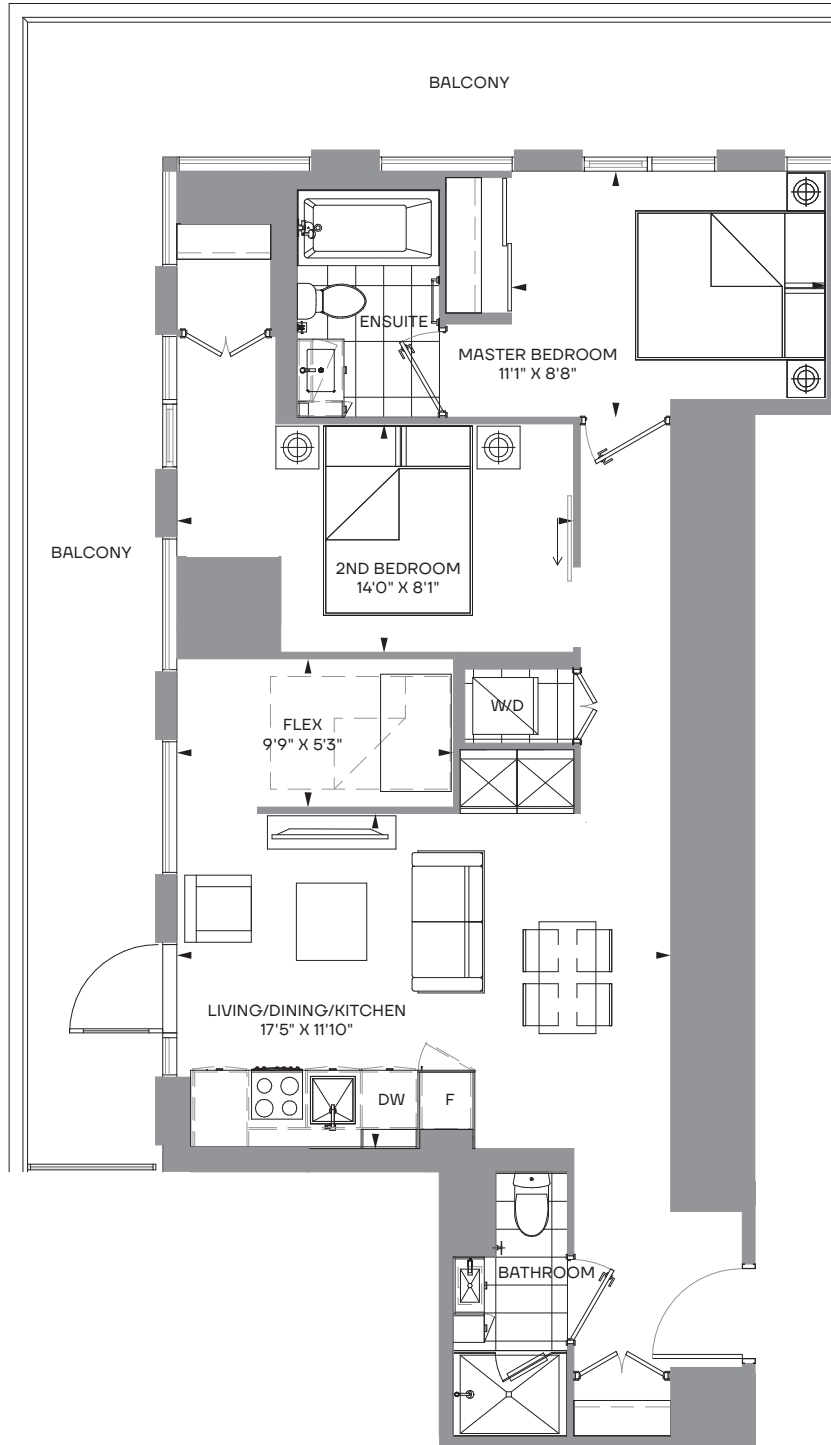 BALCONY
ENSUITE
MASTER BEDROOM
11'1" X 8'8"
BALCONY
2ND BEDROOM
14'0" X 8'1"
W/D
FLEX
9'9" X 5'3"
LIVING/DINING/KITCHEN
17'5" X 11'10"
DW
F
BATHROOM